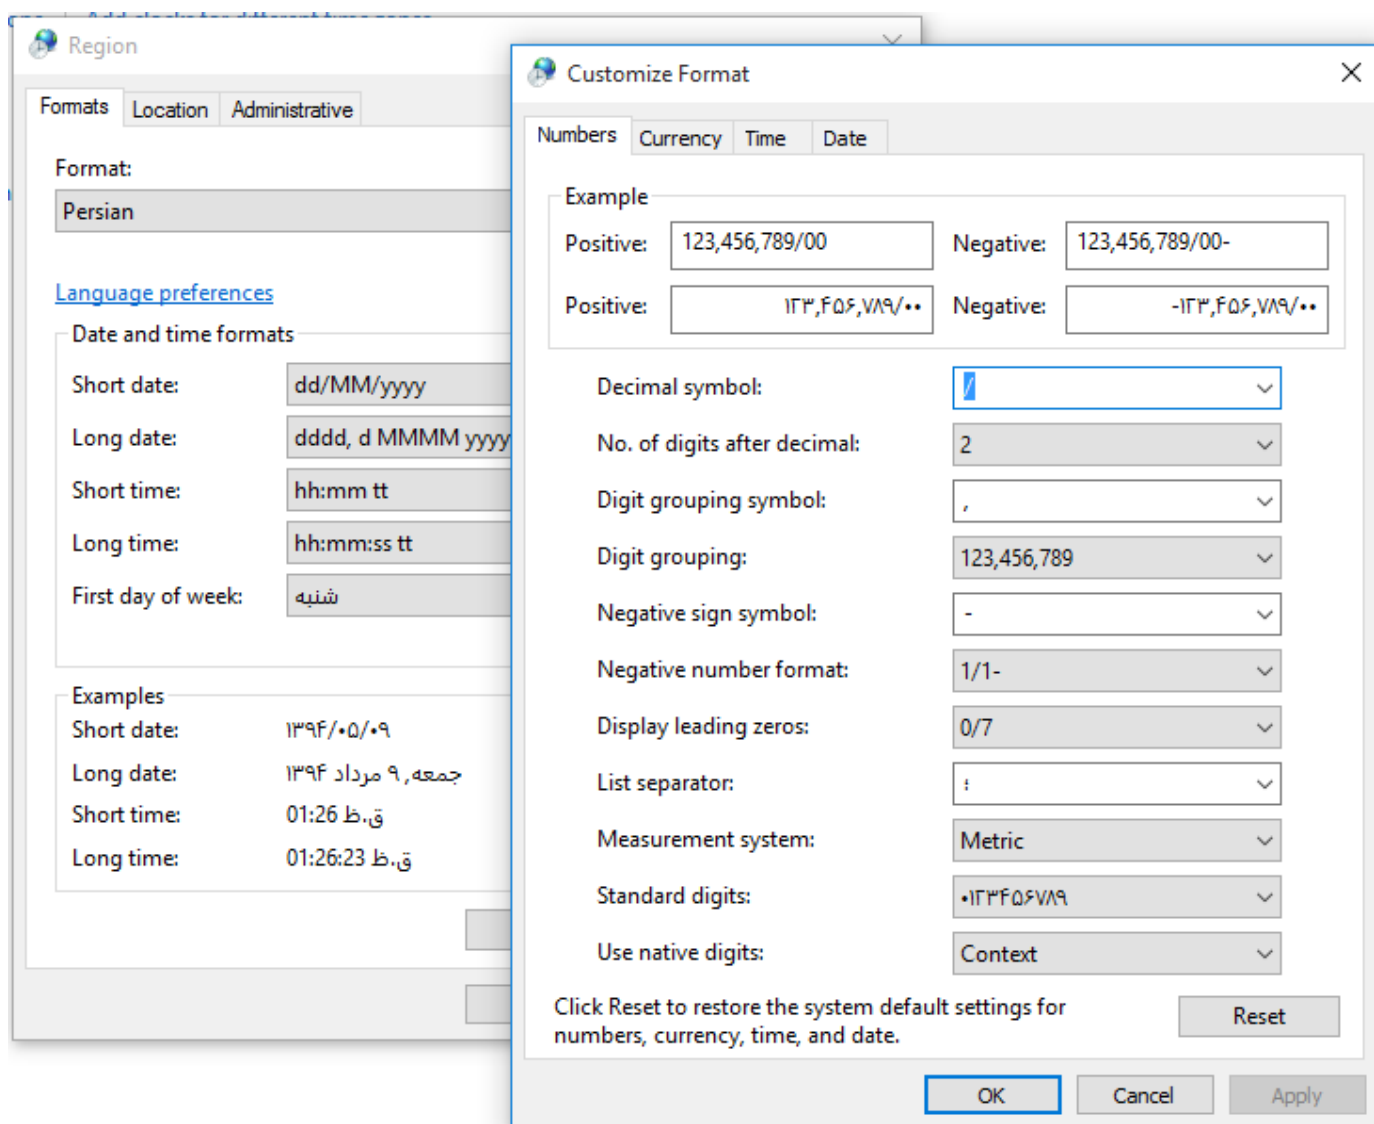 Add clocks for different time zones
Region
Formats
Location
Administrative
Format:
Persian
Language preferences
Date and time formats
Short date:
dd/MM/yyyy
Long date:
dddd, d MMMM yyyy
Short time:
hh:mm tt
Long time:
hh:mm:ss tt
First day of week:
شنبه
Examples
Short date:
۱۳۹۴/۰۵/۰۹
Long date:
جمعه, ۹ مرداد ۱۳۹۴
Short time:
01:26 ق.ظ
Long time:
01:26:23 ق.ظ
Customize Format
Numbers
Currency
Time
Date
Example
Positive:
123,456,789/00
Negative:
123,456,789/00-
Positive:
۱۲۳,۴۵۶,۷۸۹/۰۰
Negative:
-۱۲۳,۴۵۶,۷۸۹/۰۰
Decimal symbol:
/
No. of digits after decimal:
2
Digit grouping symbol:
,
Digit grouping:
123,456,789
Negative sign symbol:
-
Negative number format:
1/1-
Display leading zeros:
0/7
List separator:
؛
Measurement system:
Metric
Standard digits:
۰۱۲۳۴۵۶۷۸۹
Use native digits:
Context
Click Reset to restore the system default settings for
numbers, currency, time, and date.
Reset
OK
Cancel
Apply